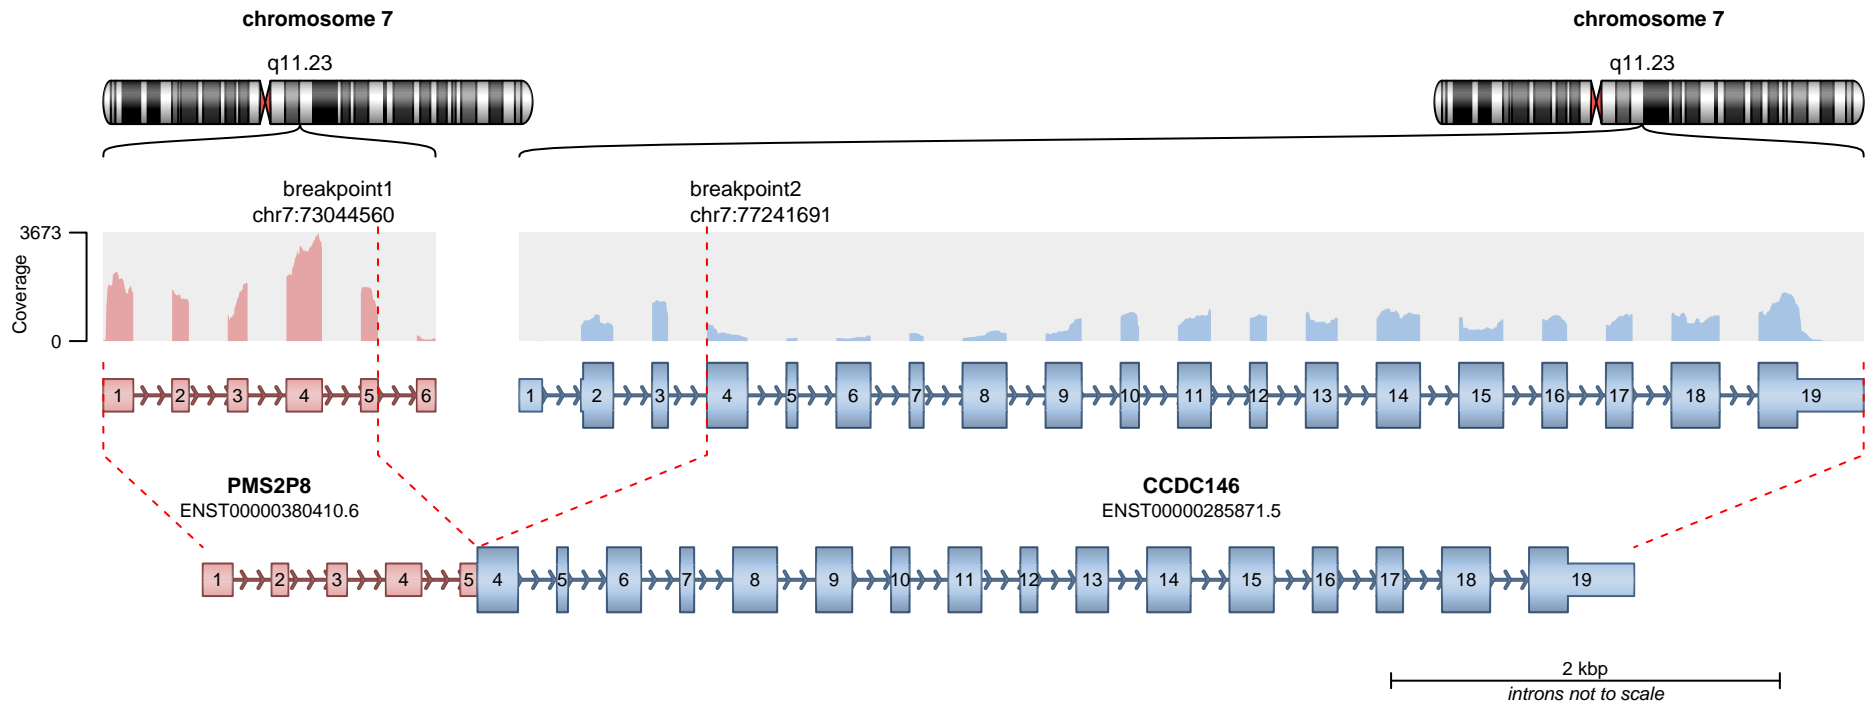 chromosome 7
chromosome 7
q11.23
q11.23
breakpoint1
chr7:73044560
breakpoint2
chr7:77241691
3673
Coverage
0
1 2 3 4 5 6
1 2 3 4 5 6 7 8 9 10 11 12 13 14 15 16 17 18 19
PMS2P8
ENST00000380410.6
CCDC146
ENST00000285871.5
1 2 3 4 5 4 5 6 7 8 9 10 11 12 13 14 15 16 17 18 19
2 kbp
introns not to scale